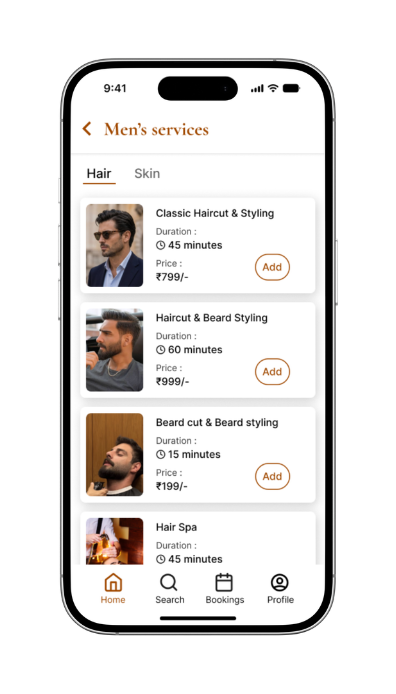 9:41
Men's services
Hair Skin
Classic Haircut & Styling
Duration :
45 minutes
Price :
₹799/-
Add
Haircut & Beard Styling
Duration :
60 minutes
Price :
₹999/-
Add
Beard cut & Beard styling
Duration :
15 minutes
Price :
₹199/-
Add
Hair Spa
Duration :
45 minutes
Home Search Bookings Profile